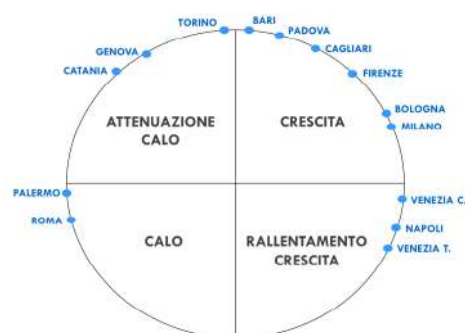 TORINO
BARI
PADOVA
GENOVA
CAGLIARI
CATANIA
FIRENZE
BOLOGNA
MILANO
ATTENUAZIONE
CALO
CRESCITA
PALERMO
VENEZIA C.
ROMA
NAPOLI
CALO
RALLENTAMENTO
CRESCITA
VENEZIA T.